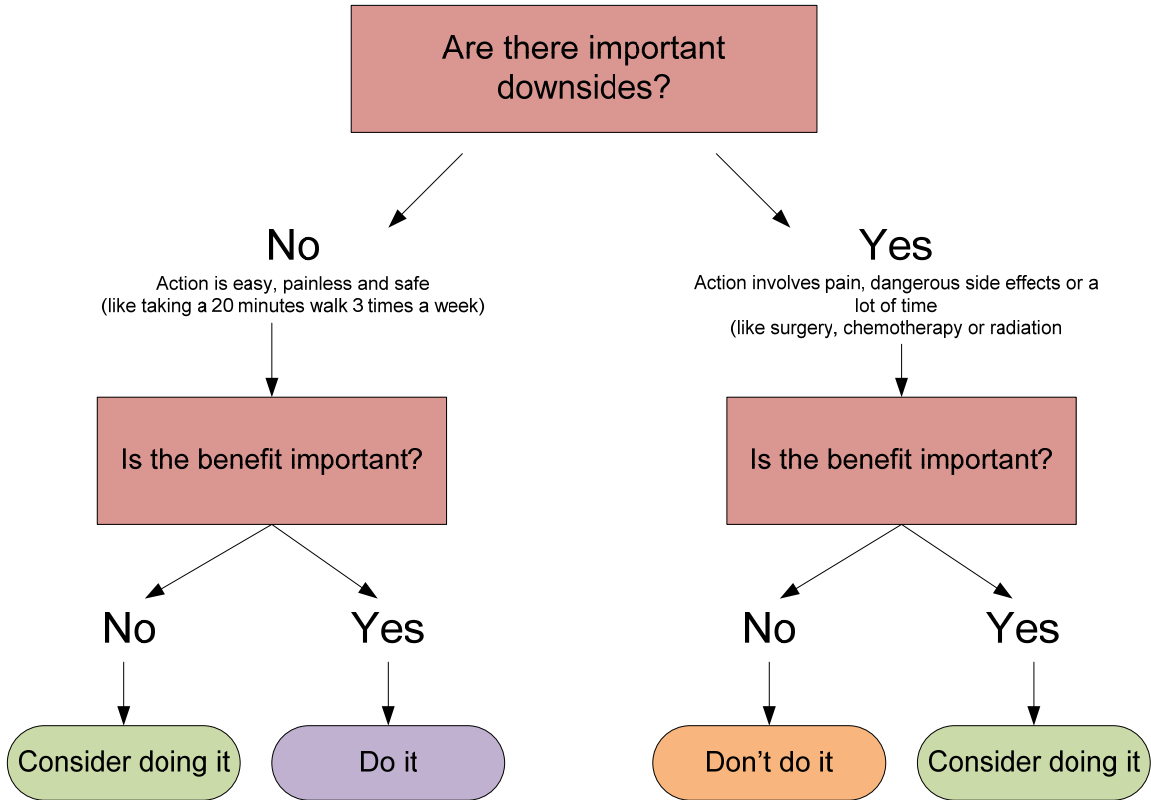 Are there important
downsides?
No
Action is easy, painless and safe
(like taking a 20 minutes walk 3 times a week)
Yes
Action involves pain, dangerous side effects or a
lot of time
(like surgery, chemotherapy or radiation
Is the benefit important?
Is the benefit important?
No
Yes
No
Yes
Consider doing it
Do it
Don’t do it
Consider doing it